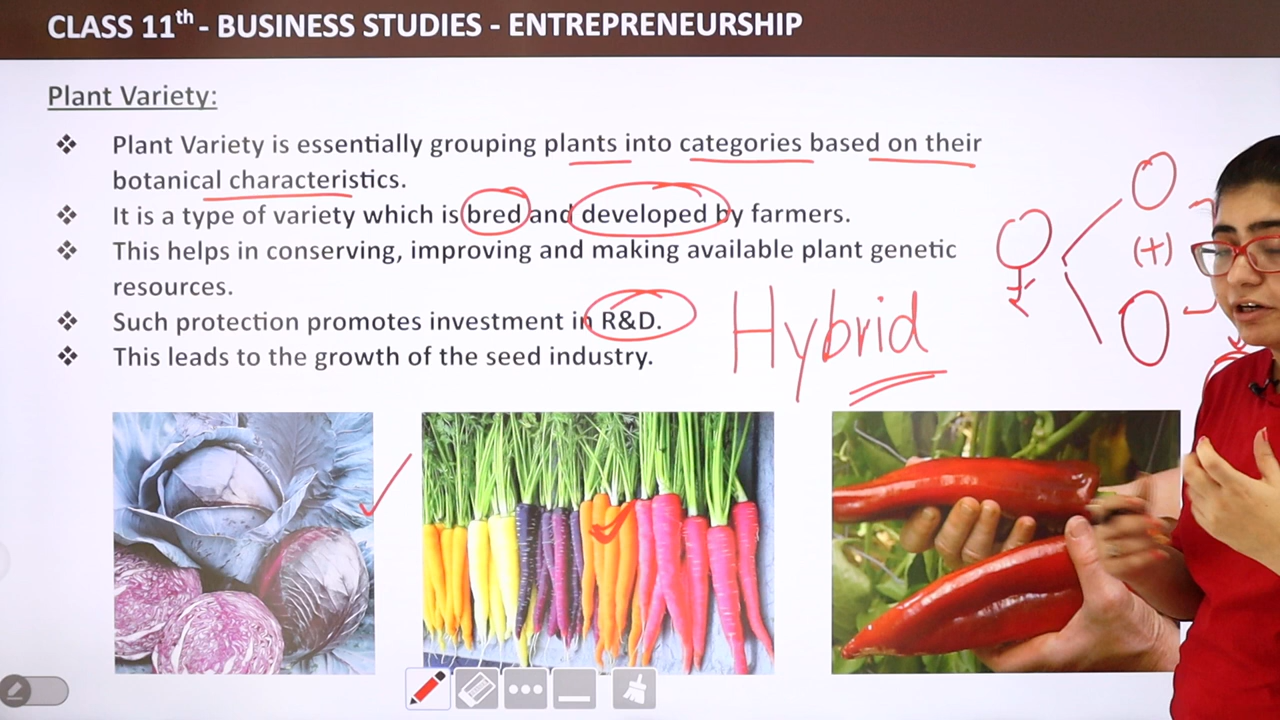 CLASS 11th - BUSINESS STUDIES - ENTREPRENEURSHIP
Plant Variety:
❖ Plant Variety is essentially grouping plants into categories based on their
botanical characteristics.
❖ It is a type of variety which is bred and developed by farmers.
❖ This helps in conserving, improving and making available plant genetic
resources.
❖ Such protection promotes investment in R&D.
❖ This leads to the growth of the seed industry.
Hybrid
(+)